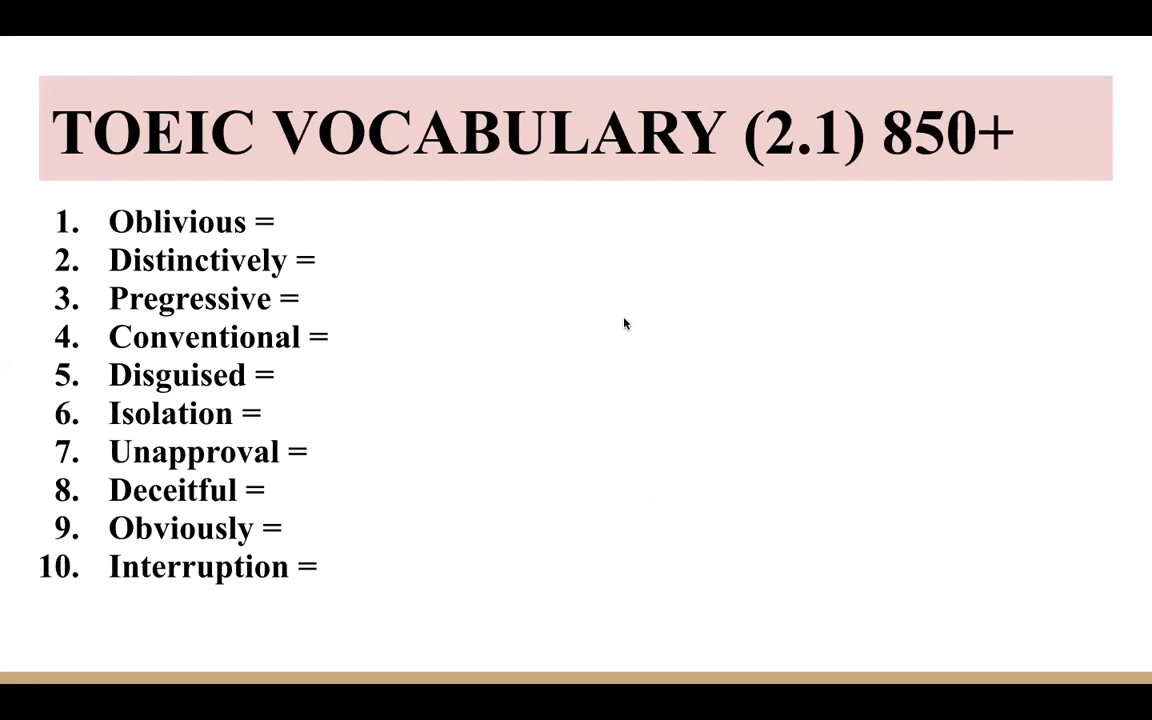 TOEIC VOCABULARY (2.1) 850+
1. Oblivious =
2. Distinctively =
3. Pregressive =
4. Conventional =
5. Disguised =
6. Isolation =
7. Unapproval =
8. Deceitful =
9. Obviously =
10. Interruption =